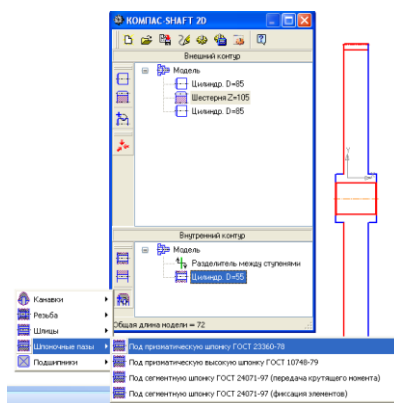 КОМПАС-SHAFT 2D
Внешний контур
Модель
Цилиндр. D=85
Шестерня Z=105
Цилиндр. D=85
Y
Внутренний контур
Модель
Разделитель между ступенями
Цилиндр. D=55
Канавки
Резьба
Шлицы
Шпоночные пазы
Подшипники
Общая длина модели = 72
Под призматическую шпонку ГОСТ 23360-78
Под призматическую высокую шпонку ГОСТ 10748-79
Под сегментную шпонку ГОСТ 24071-97 (передача крутящего момента)
Под сегментную шпонку ГОСТ 24071-97 (фиксация элементов)